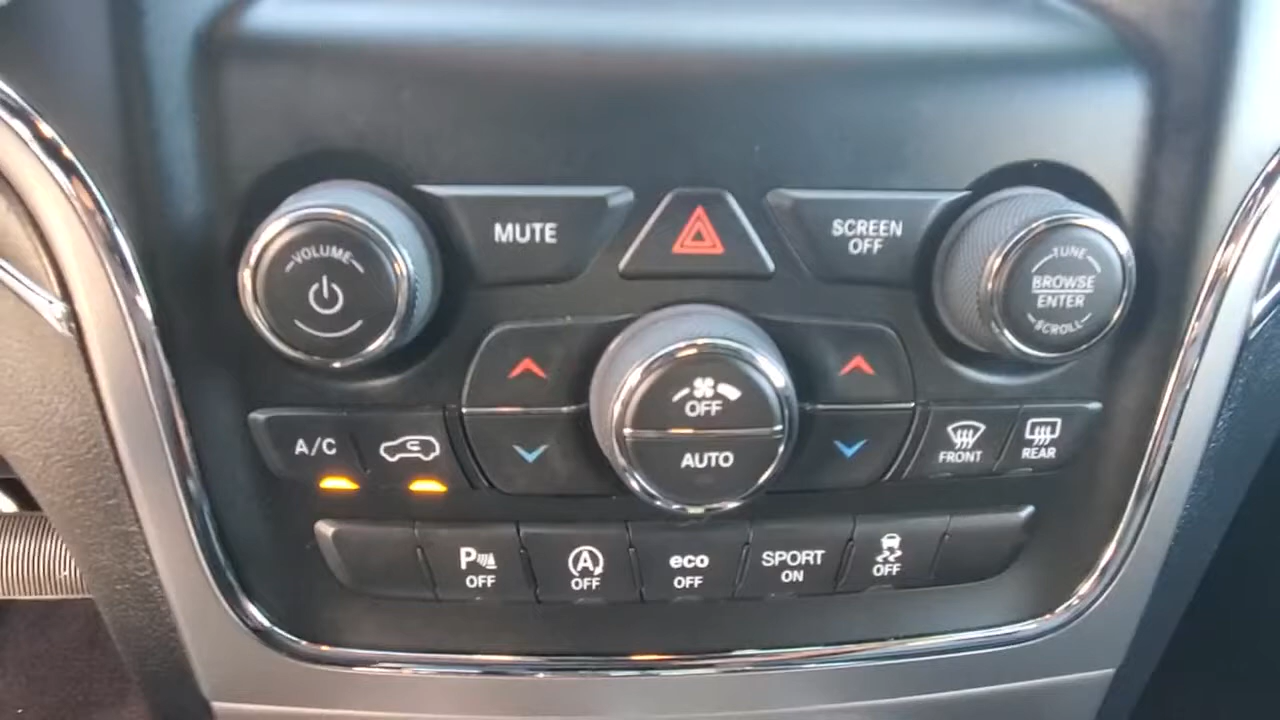 VOLUME
MUTE
SCREEN
OFF
TUNE
BROWSE
ENTER
SCROLL
OFF
AUTO
A/C
FRONT
REAR
P
OFF
A
OFF
eco
OFF
SPORT
ON
OFF